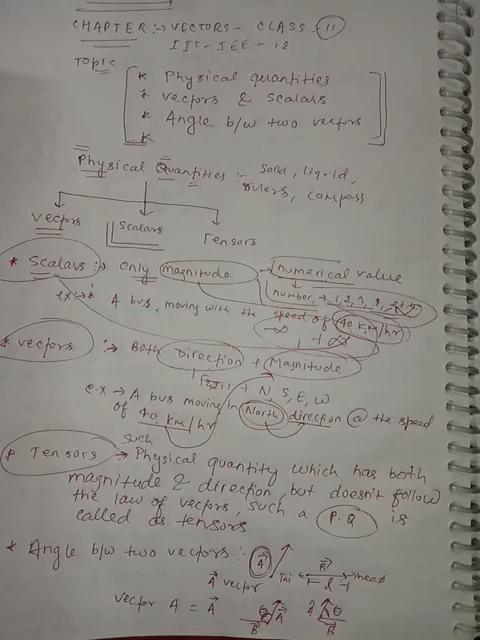 CHAPTER :→ VECTORS - CLASS - 11
IIT - JEE - 12
TOPIC
* Physical quantities
* vectors & scalars
* Angle b/w two vectors
*
Physical Quantities :- Solid, liquid,
rulers, compass
Vectors Scalars Tensors
* Scalars :→ only magnitude → numerical value
number, → 1, 2, 3, 4,
ex → A bus, moving with the speed of 40 km/hr
* vectors :→ Both Direction + Magnitude
→ N, S, E, W
e.x → A bus moving in North direction @ the speed
of 40 km/hr
such
* Tensors → Physical quantity which has both
magnitude & direction, but doesn't follow
the law of vectors, such a P.Q is
called as tensors
* Angle b/w two vectors :- A⃗ B⃗
A⃗ vector Tai l head
vector A = A⃗ θ A⃗ A⃗ θ
B⃗ B⃗